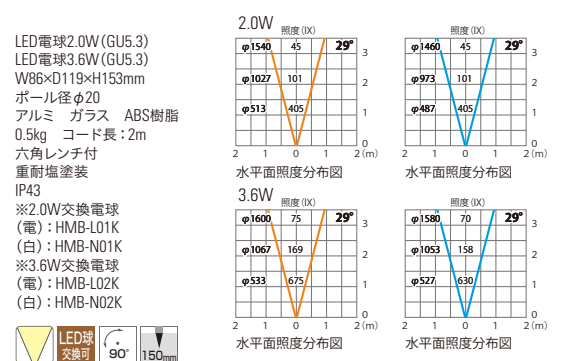 LED電球2.0W(GU5.3)
LED電球3.6W(GU5.3)
W86×D119×H153mm
ポール径φ20
アルミ ガラス ABS樹脂
0.5kg コード長：2m
六角レンチ付
重耐塩塗装
IP43
※2.0W交換電球
(電)：HMB-L01K
(白)：HMB-N01K
※3.6W交換電球
(電)：HMB-L02K
(白)：HMB-N02K
LED球
交換可
90°
150mm
2.0W
照度(lX)
φ1540 45 29°
3
φ1027 101
2
φ513 405
1
0
2 1 0 1 2(m)
水平面照度分布図
照度(lX)
φ1460 45 29°
3
φ973 101
2
φ487 405
1
0
2 1 0 1 2(m)
水平面照度分布図
3.6W
照度(lX)
φ1600 75 29°
3
φ1067 169
2
φ533 675
1
0
2 1 0 1 2(m)
水平面照度分布図
照度(lX)
φ1580 70 29°
3
φ1053 158
2
φ527 630
1
0
2 1 0 1 2(m)
水平面照度分布図